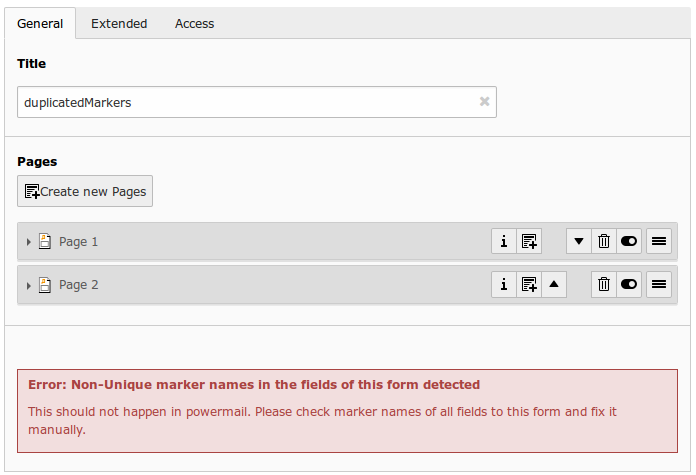 General Extended Access
Title
duplicatedMarkers
Pages
Create new Pages
Page 1
Page 2
Error: Non-Unique marker names in the fields of this form detected
This should not happen in powermail. Please check marker names of all fields to this form and fix it
manually.